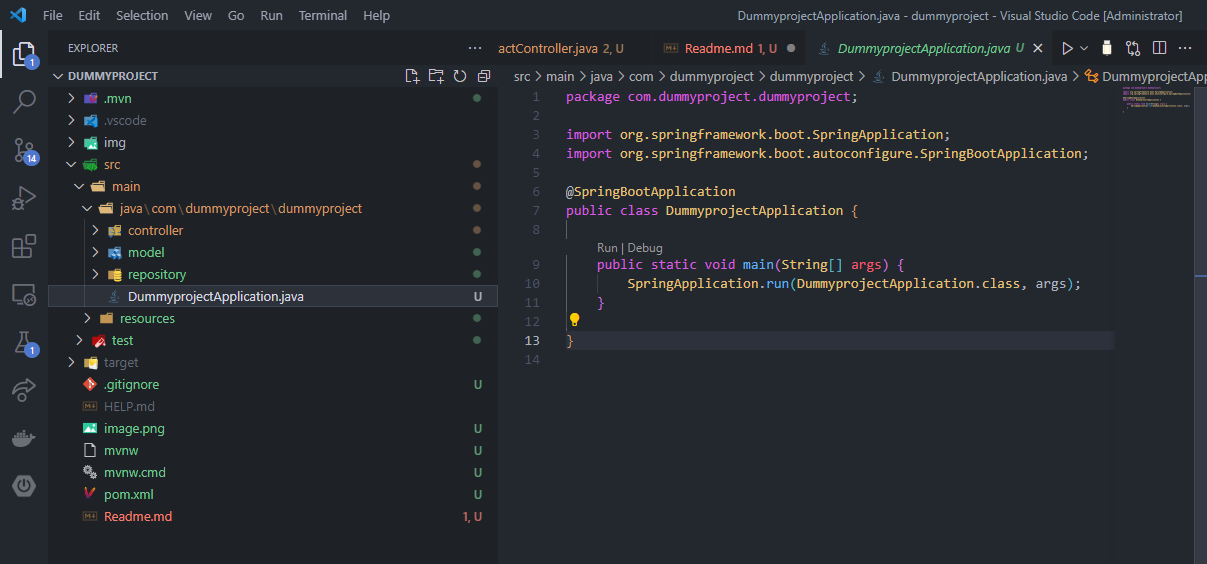 File Edit Selection View Go Run Terminal Help
DummyprojectApplication.java - dummyproject - Visual Studio Code [Administrator]
EXPLORER
DUMMYPROJECT
.mvn
.vscode
img
src
main
java\com\dummyproject\dummyproject
controller
model
repository
DummyprojectApplication.java U
resources
test
target
.gitignore U
HELP.md
image.png U
mvnw U
mvnw.cmd U
pom.xml U
Readme.md 1, U
1
14
1
actController.java 2, U
Readme.md 1, U
DummyprojectApplication.java U
src > main > java > com > dummyproject > dummyproject > DummyprojectApplication.java > DummyprojectApp
1 package com.dummyproject.dummyproject;
2
3 import org.springframework.boot.SpringApplication;
4 import org.springframework.boot.autoconfigure.SpringBootApplication;
5
6 @SpringBootApplication
7 public class DummyprojectApplication {
8
Run | Debug
9 public static void main(String[] args) {
10 SpringApplication.run(DummyprojectApplication.class, args);
11 }
12
13 }
14